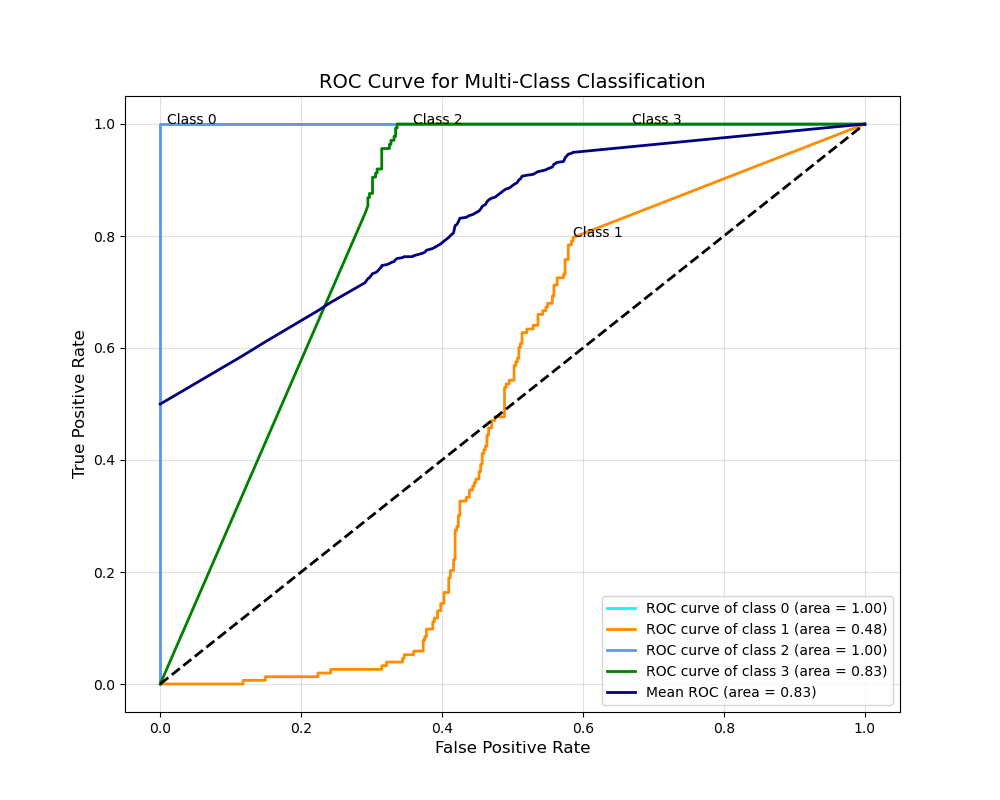 ROC Curve for Multi-Class Classification
1.0
Class 0
Class 2
Class 3
0.8
Class 1
0.6
0.4
0.2
0.0
True Positive Rate
ROC curve of class 0 (area = 1.00)
ROC curve of class 1 (area = 0.48)
ROC curve of class 2 (area = 1.00)
ROC curve of class 3 (area = 0.83)
Mean ROC (area = 0.83)
0.0 0.2 0.4 0.6 0.8 1.0
False Positive Rate